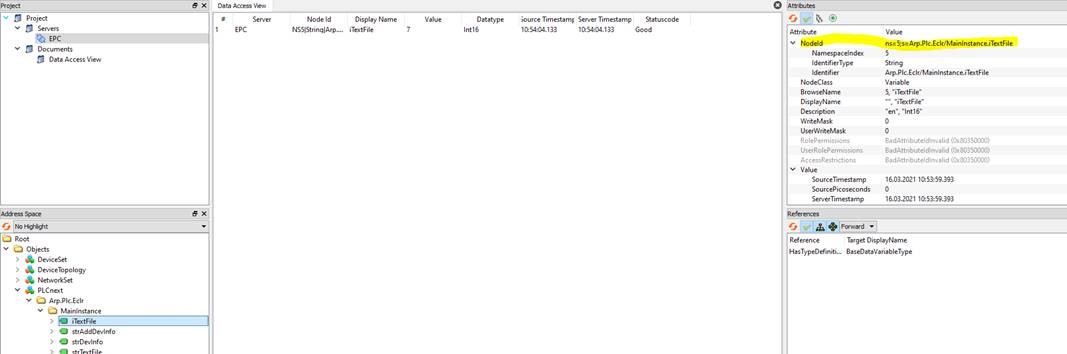 Project
Project
Servers
EPC
Documents
Data Access View
Address Space
No Highlight
Root
Objects
DeviceSet
DeviceTopology
NetworkSet
PLCnext
Arp.Plc.Eclr
MainInstance
iTextFile
strAddDevInfo
strDevInfo
strTextFile
Data Access View
# Server Node Id Display Name Value Datatype Source Timestamp Server Timestamp Statuscode
1 EPC NS5|String|Arp.... iTextFile 7 Int16 10:54:04.133 10:54:04.133 Good
Attributes
Attribute Value
NodeId ns=5;s=Arp.Plc.Eclr/MainInstance.iTextFile
NamespaceIndex 5
IdentifierType String
Identifier Arp.Plc.Eclr/MainInstance.iTextFile
NodeClass Variable
BrowseName 5, "iTextFile"
DisplayName "", "iTextFile"
Description "en", "Int16"
WriteMask 0
UserWriteMask 0
RolePermissions BadAttributeIdInvalid (0x80350000)
UserRolePermissions BadAttributeIdInvalid (0x80350000)
AccessRestrictions BadAttributeIdInvalid (0x80350000)
Value
SourceTimestamp 16.03.2021 10:53:59.393
SourcePicoseconds 0
ServerTimestamp 16.03.2021 10:53:59.393
References
Forward
Reference Target DisplayName
HasTypeDefiniti... BaseDataVariableType